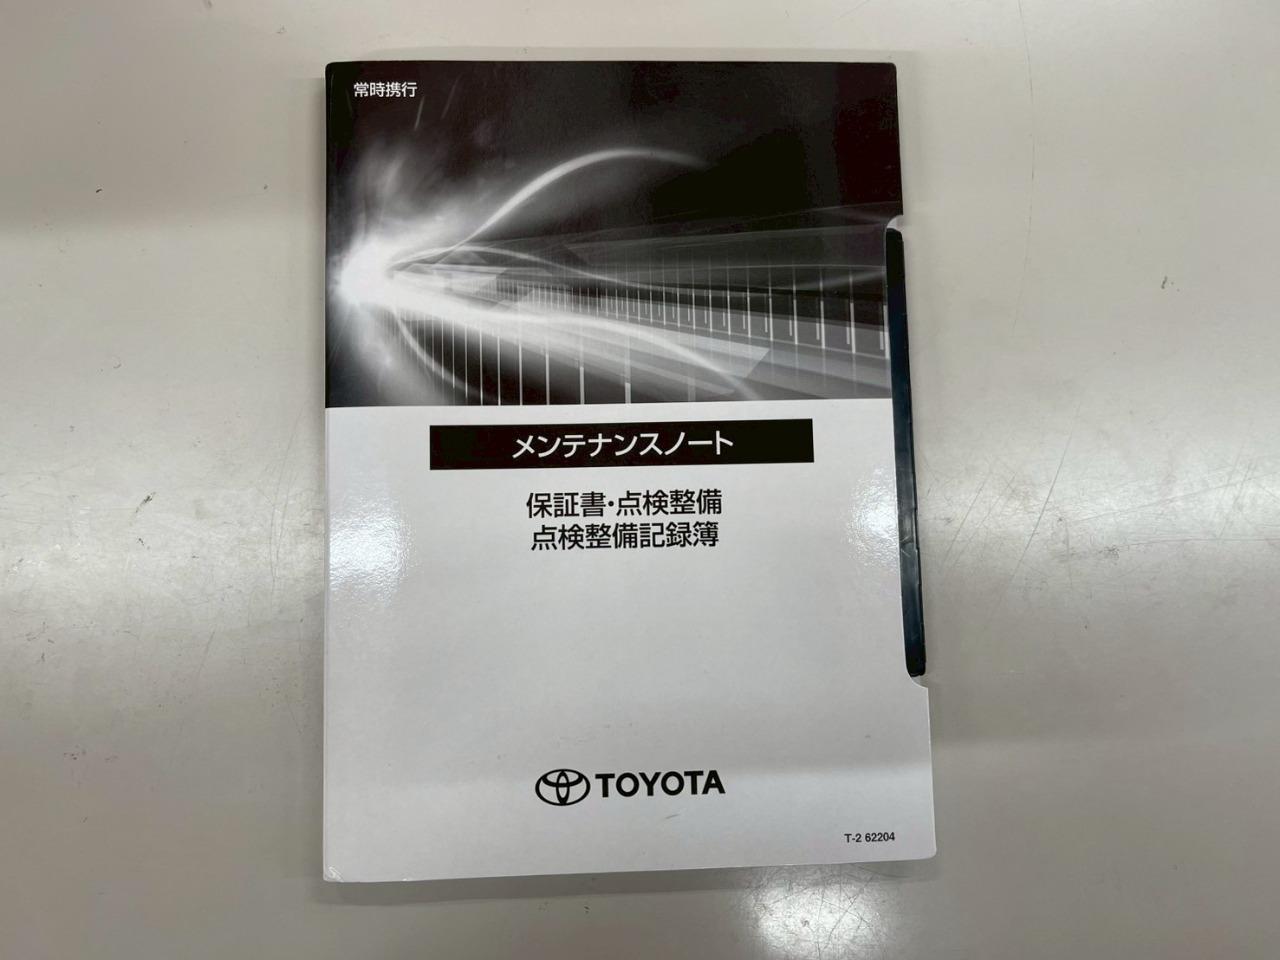 常時携行
メンテナンスノート
保証書・点検整備
点検整備記録簿
TOYOTA
T-2 62204